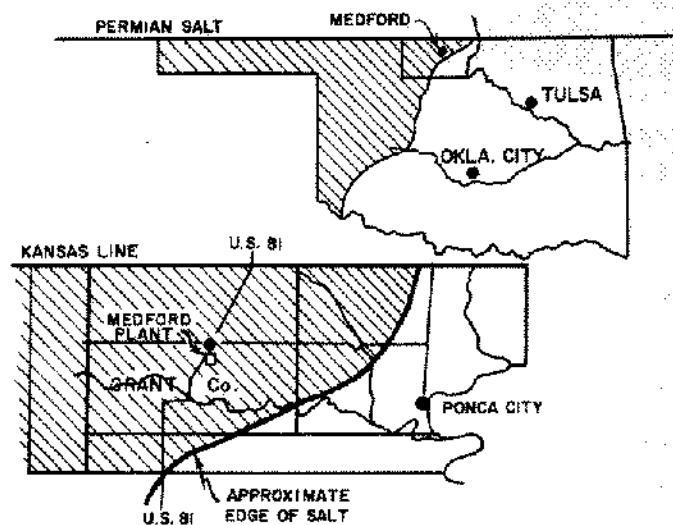 PERMIAN SALT
MEDFORD
TULSA
OKLA. CITY
KANSAS LINE
U.S. 81
MEDFORD
PLANT
GRANT Co.
PONCA CITY
APPROXIMATE
EDGE OF SALT
U.S. 81